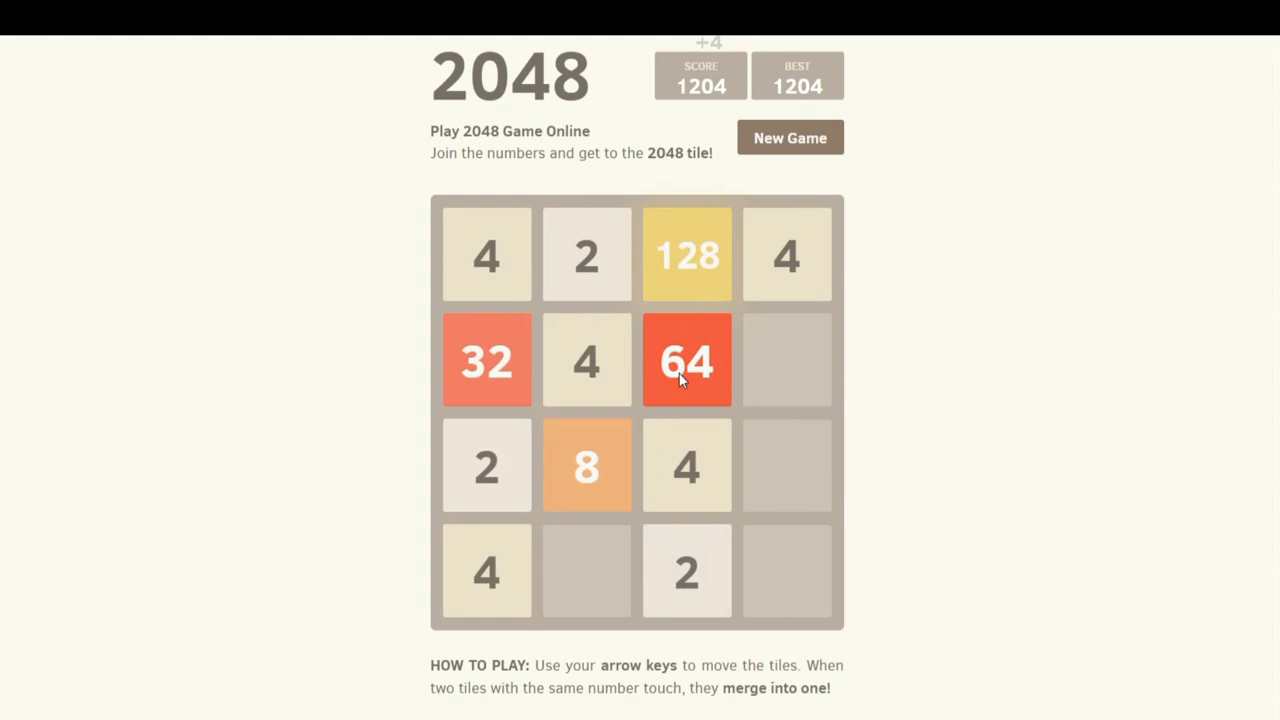 +4
2048
SCORE
1204
BEST
1204
Play 2048 Game Online
Join the numbers and get to the 2048 tile!
New Game
4 2 128 4
32 4 64
2 8 4
4 2
HOW TO PLAY: Use your arrow keys to move the tiles. When
two tiles with the same number touch, they merge into one!